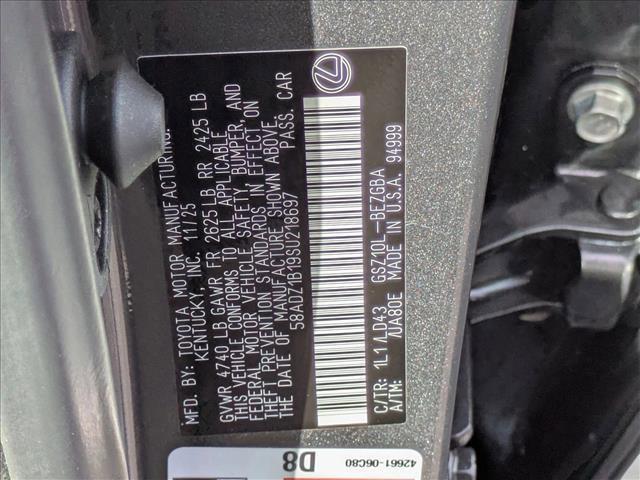 MFD. BY: TOYOTA MOTOR MANUFACTURING,
KENTUCKY, INC. 11/25
GVWR 4740 LB GAWR FR 2625 LB RR 2425 LB
THIS VEHICLE CONFORMS TO ALL APPLICABLE
FEDERAL MOTOR VEHICLE SAFETY, BUMPER, AND
THEFT PREVENTION STANDARDS IN EFFECT ON
THE DATE OF MANUFACTURE SHOWN ABOVE.
58ADZ1B19SU218697 PASS. CAR
C/TR: 1L1/LD43 GSZ10L-BEZGBA
A/TM: /UA80E MADE IN U.S.A. 94999
42661-06C80
D8